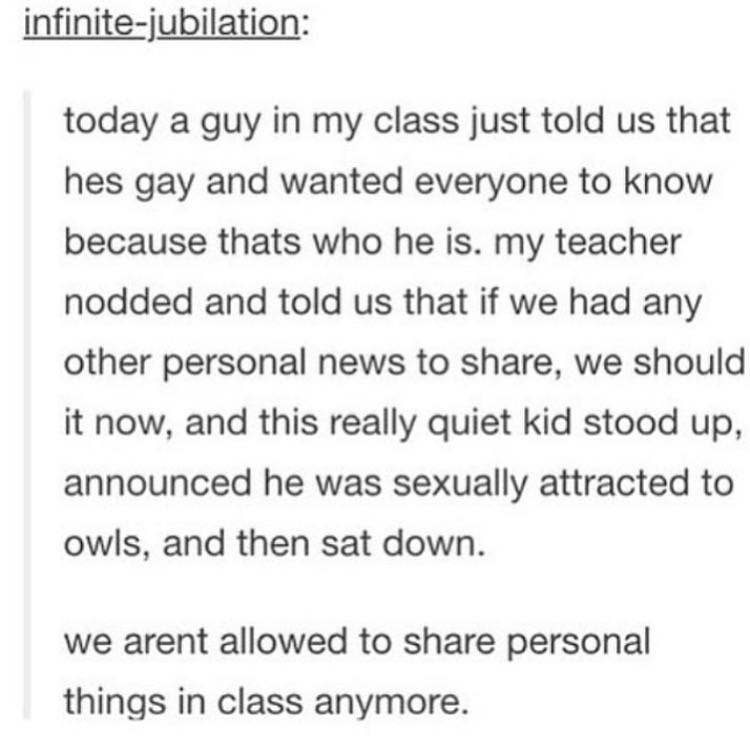 infinite-jubilation:
today a guy in my class just told us that
hes gay and wanted everyone to know
because thats who he is. my teacher
nodded and told us that if we had any
other personal news to share, we should
it now, and this really quiet kid stood up,
announced he was sexually attracted to
owls, and then sat down.
we arent allowed to share personal
things in class anymore.